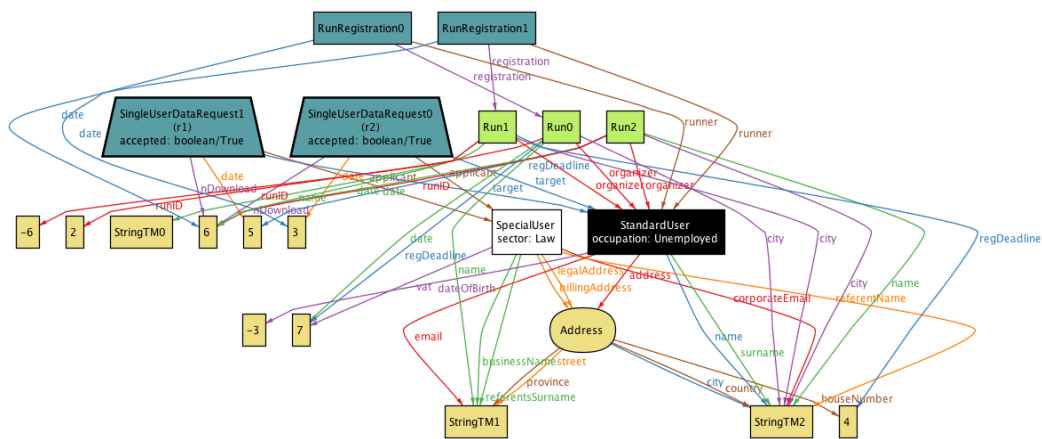 RunRegistration0
RunRegistration1
registration
registration
SingleUserDataRequest1
(r1)
accepted: boolean/True
SingleUserDataRequest0
(r2)
accepted: boolean/True
Run1
Run0
Run2
date
date
runner
runner
regDeadline
applicant
applicant
date
date
nDownload
nDownload
runID
runID
runID
name
date
date
target
target
organizer
organizer
organizer
-6
2
StringTM0
6
5
3
SpecialUser
sector: Law
StandardUser
occupation: Unemployed
date
regDeadline
name
city
city
city
regDeadline
name
legalAddress
billingAddress
address
vat
dateOfBirth
corporateEmail
referentName
-3
7
Address
email
name
surname
businessName
street
province
referentsSurname
city
country
houseNumber
StringTM1
StringTM2
4